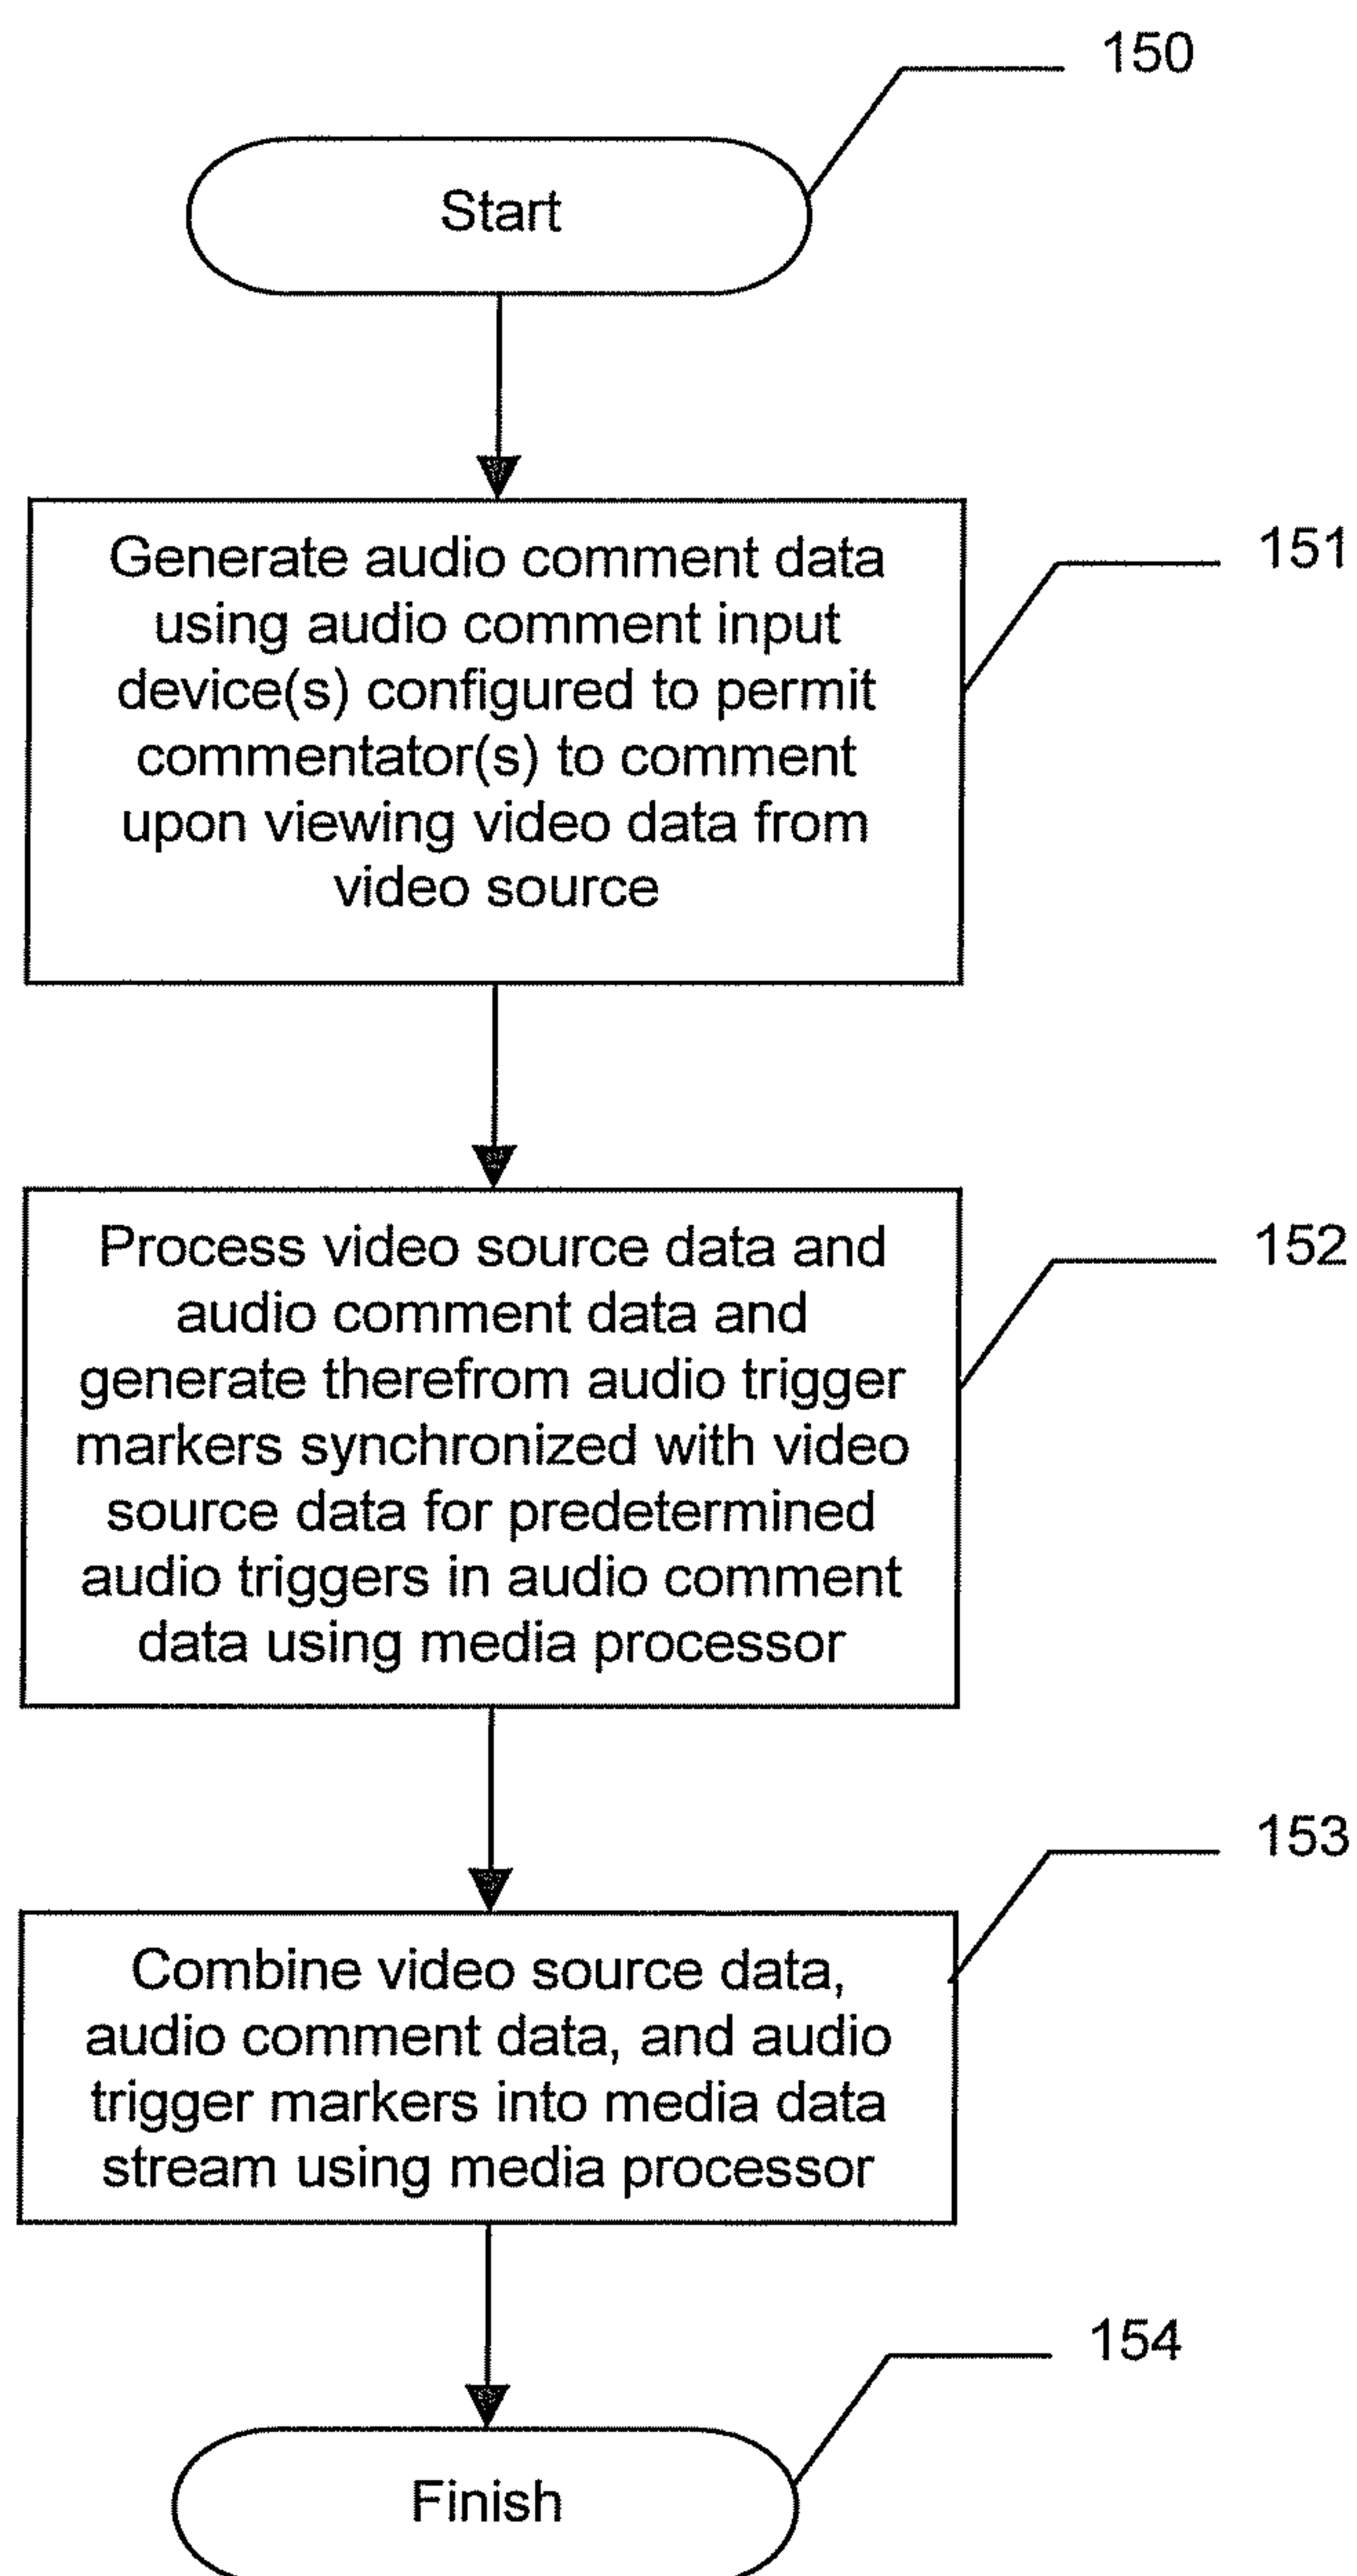 150
Start
Generate audio comment data
151
using audio comment input
device(s) configured to permit
commentator(s) to comment
upon viewing video data from
video source
Process video source data and
152
audio comment data and
generate therefrom audio trigger
markers synchronized with video
source data for predetermined
audio triggers in audio comment
data using media processor
153
Combine video source data,
audio comment data, and audio
trigger markers into media data
stream using media processor
154
Finish